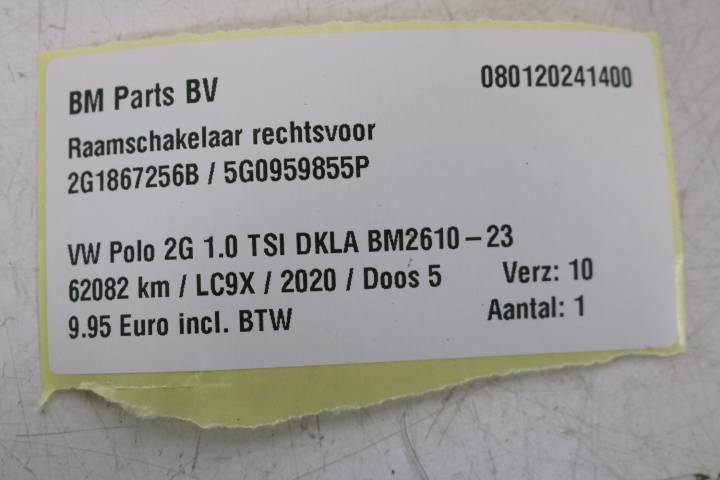 BM Parts BV 080120241400
Raamschakelaar rechtsvoor
2G1867256B / 5G0959855P
VW Polo 2G 1.0 TSI DKLA BM2610-23
62082 km / LC9X / 2020 / Doos 5 Verz: 10
9.95 Euro incl. BTW Aantal: 1